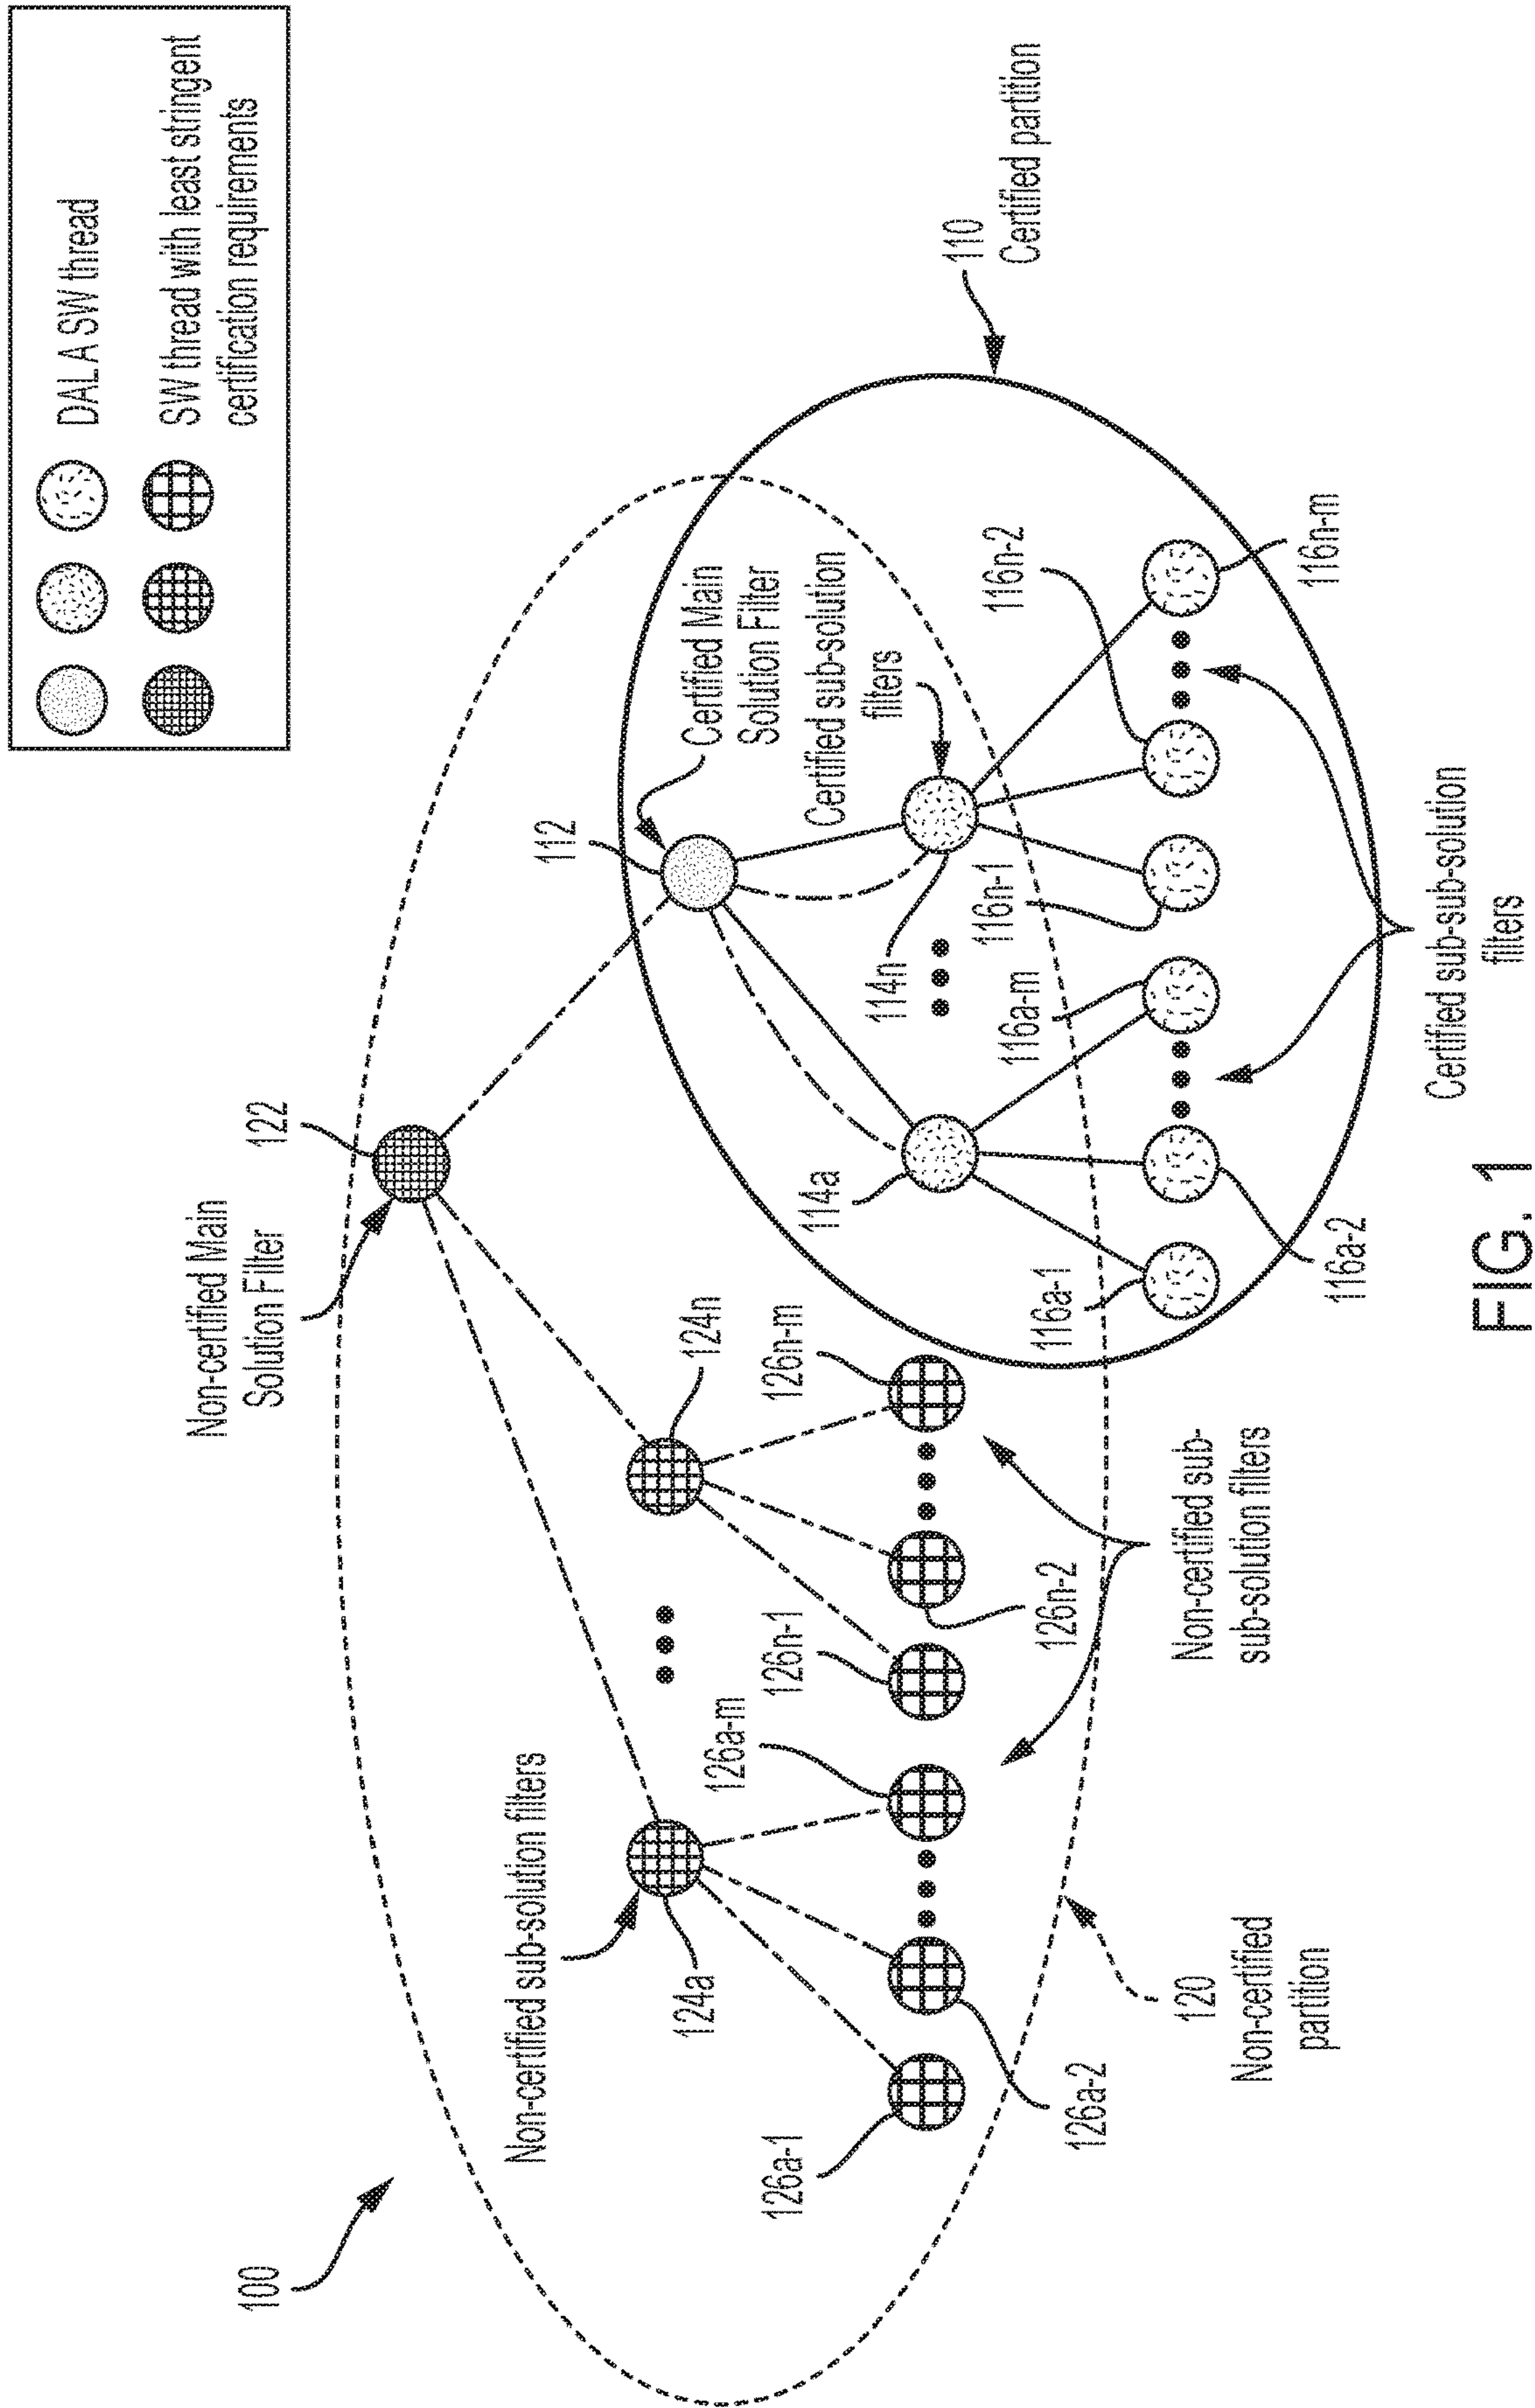 DAL A SW thread
SW thread with least stringent
certification requirements
100
Non-certified Main
Solution Filter
122
Non-certified sub-solution filters
124a
124n
126a-1
126a-2
126a-m
126n-1
126n-2
126n-m
Non-certified sub-
sub-solution filters
120
Non-certified
partition
112
Certified Main
Solution Filter
Certified sub-solution
filters
110
Certified partition
114a
114n
116a-1
116a-2
116a-m
116n-1
116n-2
116n-m
Certified sub-sub-solution
filters
FIG. 1